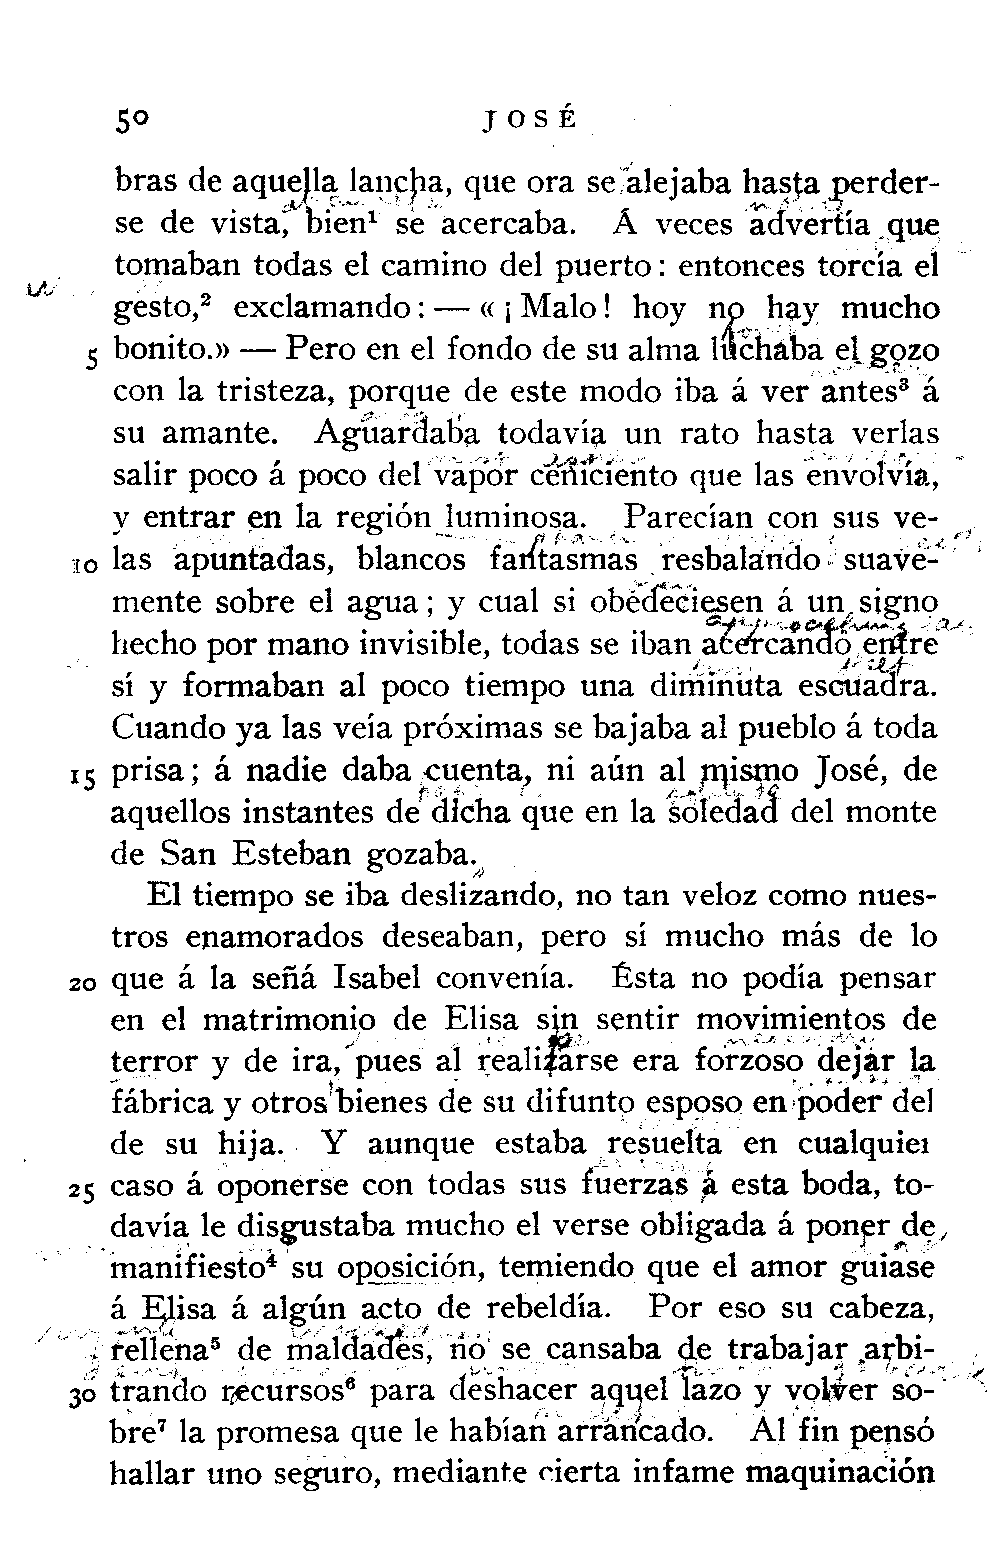 50 JOSÉ
bras de aquella lancha, que ora se alejaba hasta perder-
se de vista, bien¹ se acercaba. Á veces advertía que
tomaban todas el camino del puerto: entonces torcía el
gesto,² exclamando: — «¡Malo! hoy no hay mucho
5 bonito.» — Pero en el fondo de su alma luchaba el gozo
con la tristeza, porque de este modo iba á ver antes³ á
su amante. Aguardaba todavía un rato hasta verlas
salir poco á poco del vapor ceniciento que las envolvía,
y entrar en la región luminosa. Parecían con sus ve-
10 las apuntadas, blancos fantasmas resbalando suave-
mente sobre el agua; y cual si obedeciesen á un signo
hecho por mano invisible, todas se iban acercando entre
sí y formaban al poco tiempo una diminuta escuadra.
Cuando ya las veía próximas se bajaba al pueblo á toda
15 prisa; á nadie daba cuenta, ni aún al mismo José, de
aquellos instantes de dicha que en la soledad del monte
de San Esteban gozaba.
El tiempo se iba deslizando, no tan veloz como nues-
tros enamorados deseaban, pero sí mucho más de lo
20 que á la señá Isabel convenía. Ésta no podía pensar
en el matrimonio de Elisa sin sentir movimientos de
terror y de ira, pues al realizarse era forzoso dejar la
fábrica y otros bienes de su difunto esposo en poder del
de su hija. Y aunque estaba resuelta en cualquier
25 caso á oponerse con todas sus fuerzas á esta boda, to-
davía le disgustaba mucho el verse obligada á poner de
manifiesto⁴ su oposición, temiendo que el amor guiase
á Elisa á algún acto de rebeldía. Por eso su cabeza,
rellena⁵ de maldades, no se cansaba de trabajar arbi-
30 trando recursos⁶ para deshacer aquel lazo y volver so-
bre⁷ la promesa que le habían arrancado. Al fin pensó
hallar uno seguro, mediante cierta infame maquinación